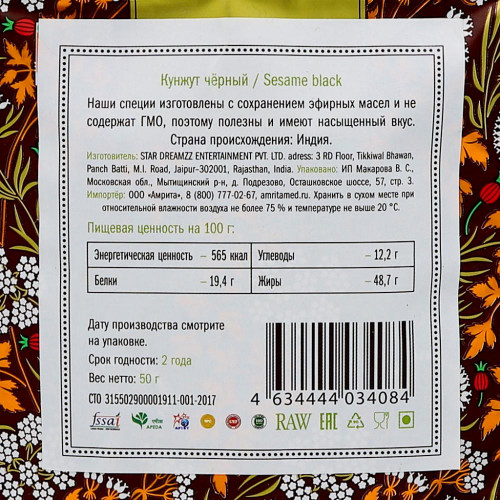 Кунжут чёрный / Sesame black
Наши специи изготовлены с сохранением эфирных масел и не
содержат ГМО, поэтому полезны и имеют насыщенный вкус.
Страна происхождения: Индия.
Изготовитель: STAR DREAMZZ ENTERTAINMENT PVT. LTD. adress: 3 RD Floor, Tikkiwal Bhawan,
Panch Batti, M.I. Road, Jaipur-302001, Rajasthan, India. Упаковано: ИП Макарова В. С.,
Московская обл., Мытищинский р-н, д. Подрезово, Осташковское шоссе, 57, стр. 3.
Импортёр: ООО «Амрита», 8 (800) 777-02-67, amritamed.ru. Хранить в сухом месте при
относительной влажности воздуха не более 75 % и температуре не выше 20 °C.
Пищевая ценность на 100 г:
Энергетическая ценность – 565 ккал
Углеводы – 12,2 г
Белки – 19,4 г
Жиры – 48,7 г
Дату производства смотрите
на упаковке.
Срок годности: 2 года
Вес нетто: 50 г
СТО 315502900001911-001-2017
4 634444 034084
fssai
APEDA
RAW EAC